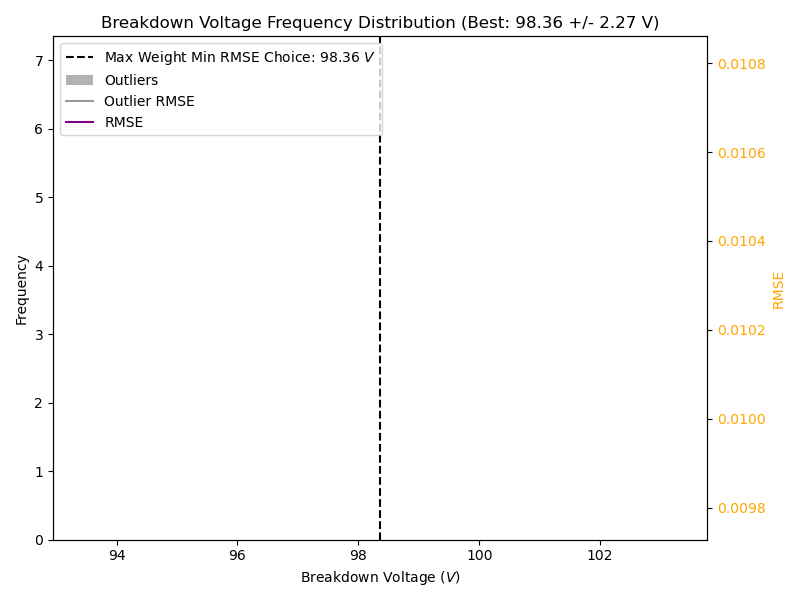 Breakdown Voltage Frequency Distribution (Best: 98.36 +/- 2.27 V)
Max Weight Min RMSE Choice: 98.36 V
Outliers
Outlier RMSE
RMSE
7
6
5
4
3
2
1
0
Frequency
94 96 98 100 102
Breakdown Voltage (V)
0.0108
0.0106
0.0104
0.0102
0.0100
0.0098
RMSE